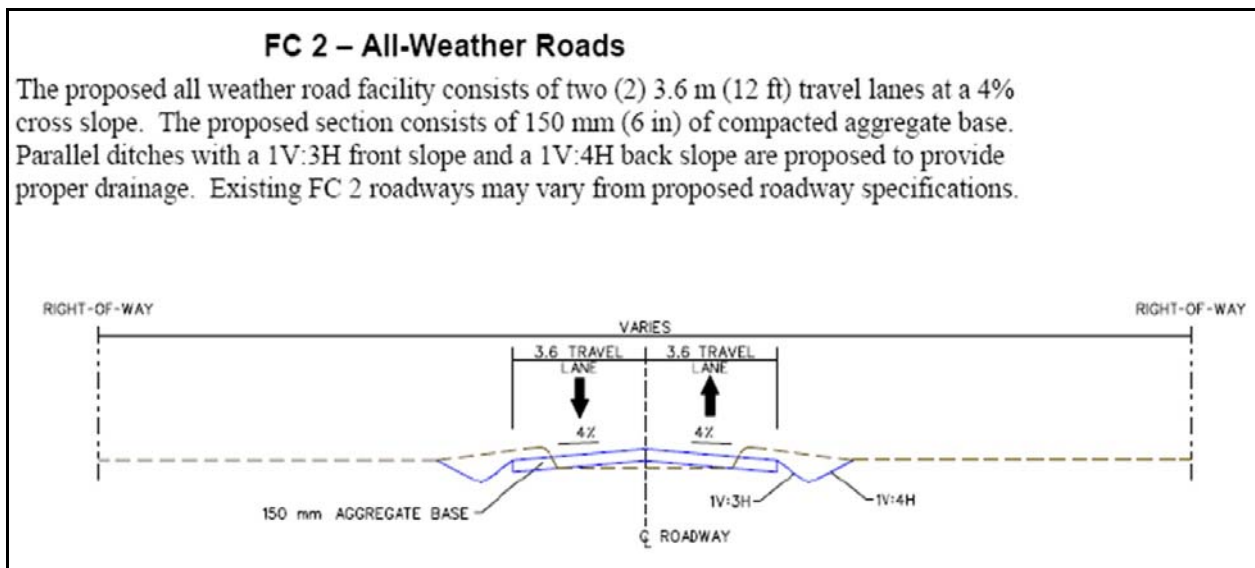 FC 2 – All-Weather Roads
The proposed all weather road facility consists of two (2) 3.6 m (12 ft) travel lanes at a 4%
cross slope.  The proposed section consists of 150 mm (6 in) of compacted aggregate base.
Parallel ditches with a 1V:3H front slope and a 1V:4H back slope are proposed to provide
proper drainage.  Existing FC 2 roadways may vary from proposed roadway specifications.
RIGHT-OF-WAY
RIGHT-OF-WAY
VARIES
3.6 TRAVEL
LANE
3.6 TRAVEL
LANE
4%
4%
150 mm AGGREGATE BASE
1V:3H
1V:4H
℄ ROADWAY